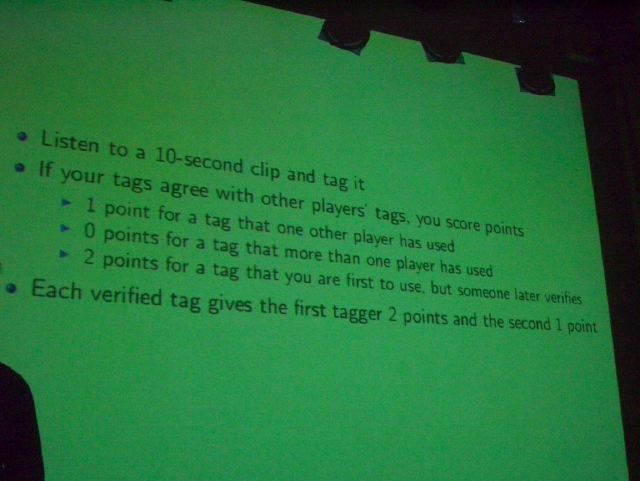 Listen to a 10-second clip and tag it
If your tags agree with other players' tags, you score points
1 point for a tag that one other player has used
0 points for a tag that more than one player has used
2 points for a tag that you are first to use, but someone later verifies
Each verified tag gives the first tagger 2 points and the second 1 point